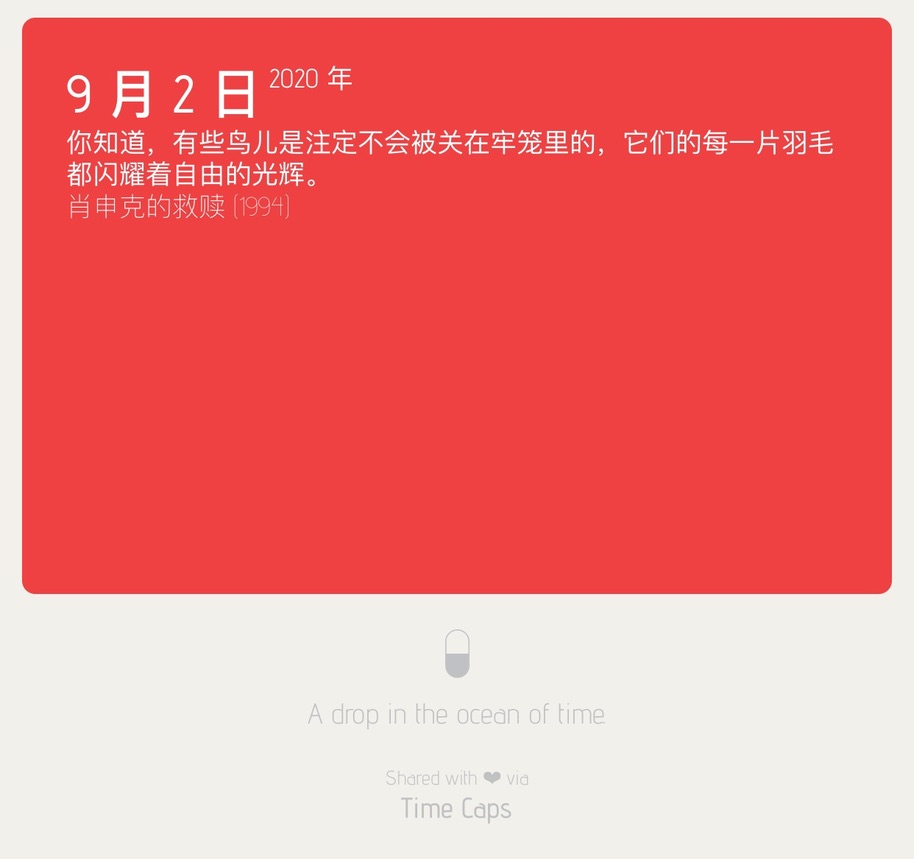 9 月 2 日 2020 年
你知道，有些鸟儿是注定不会被关在牢笼里的，它们的每一片羽毛
都闪耀着自由的光辉。
肖申克的救赎 (1994)
A drop in the ocean of time
Shared with ❤ via
Time Caps